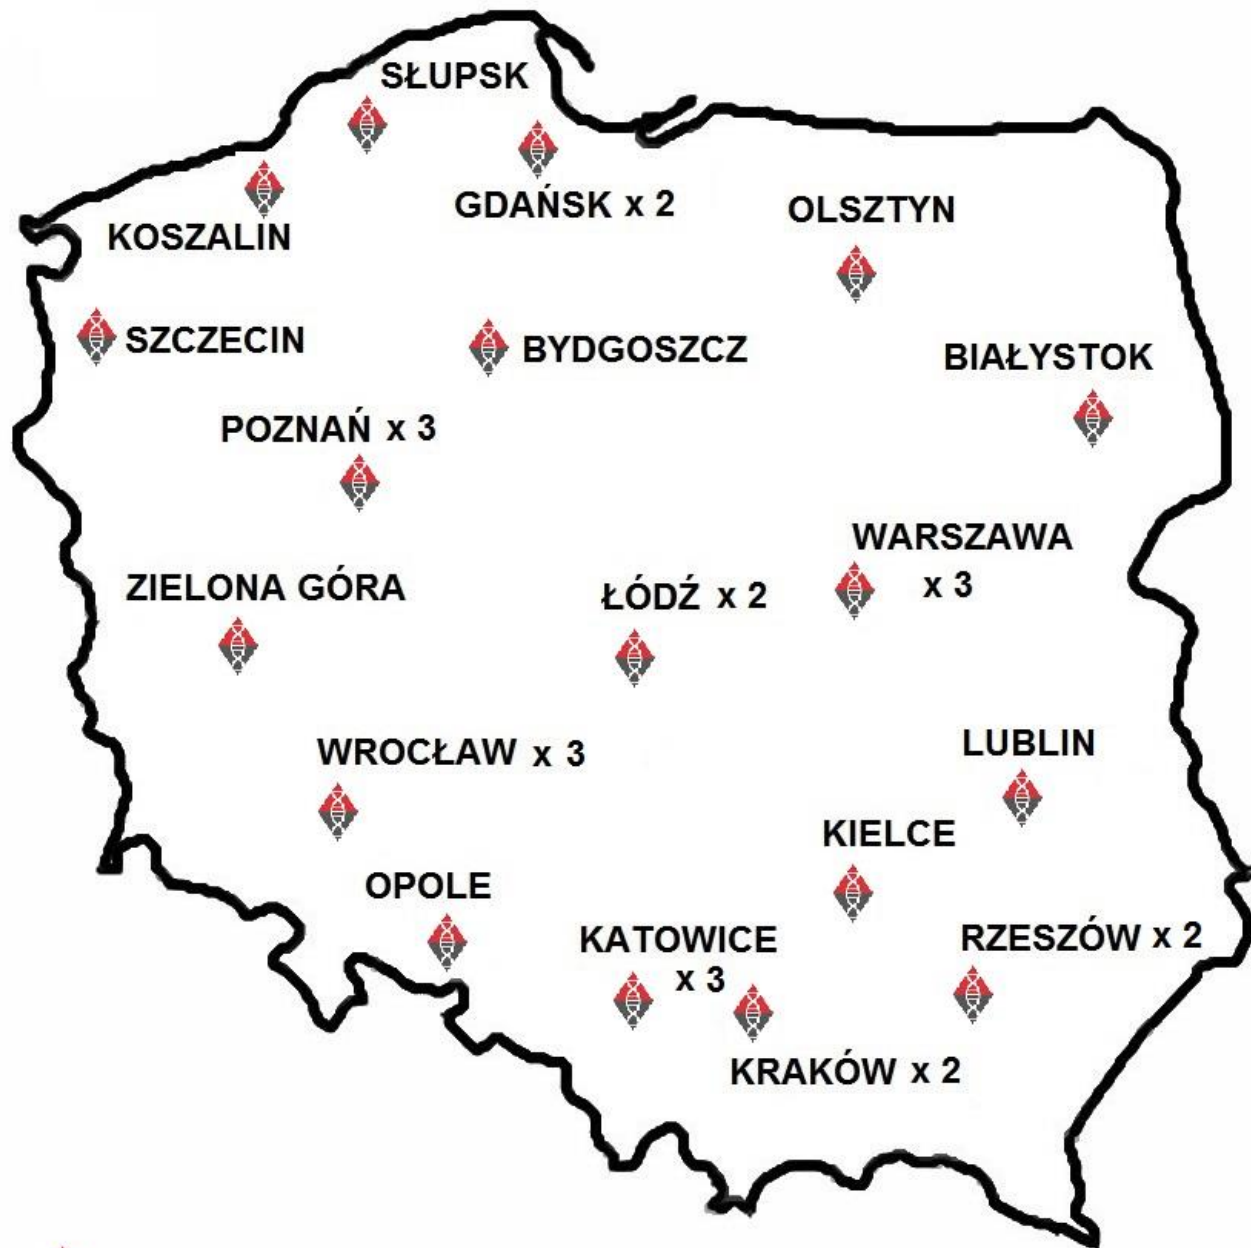 SŁUPSK
GDAŃSK x 2
OLSZTYN
KOSZALIN
SZCZECIN
BYDGOSZCZ
BIAŁYSTOK
POZNAŃ x 3
WARSZAWA
x 3
ZIELONA GÓRA
ŁÓDŹ x 2
WROCŁAW x 3
LUBLIN
KIELCE
OPOLE
KATOWICE
x 3
RZESZÓW x 2
KRAKÓW x 2